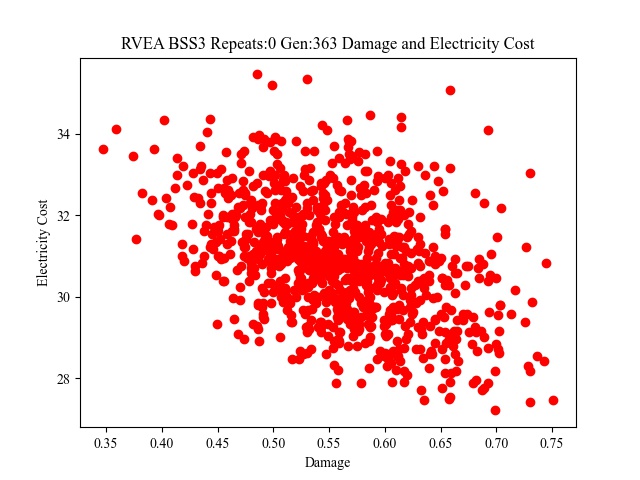 RVEA BSS3 Repeats:0 Gen:363 Damage and Electricity Cost
34
32
30
28
Electricity Cost
0.35 0.40 0.45 0.50 0.55 0.60 0.65 0.70 0.75
Damage